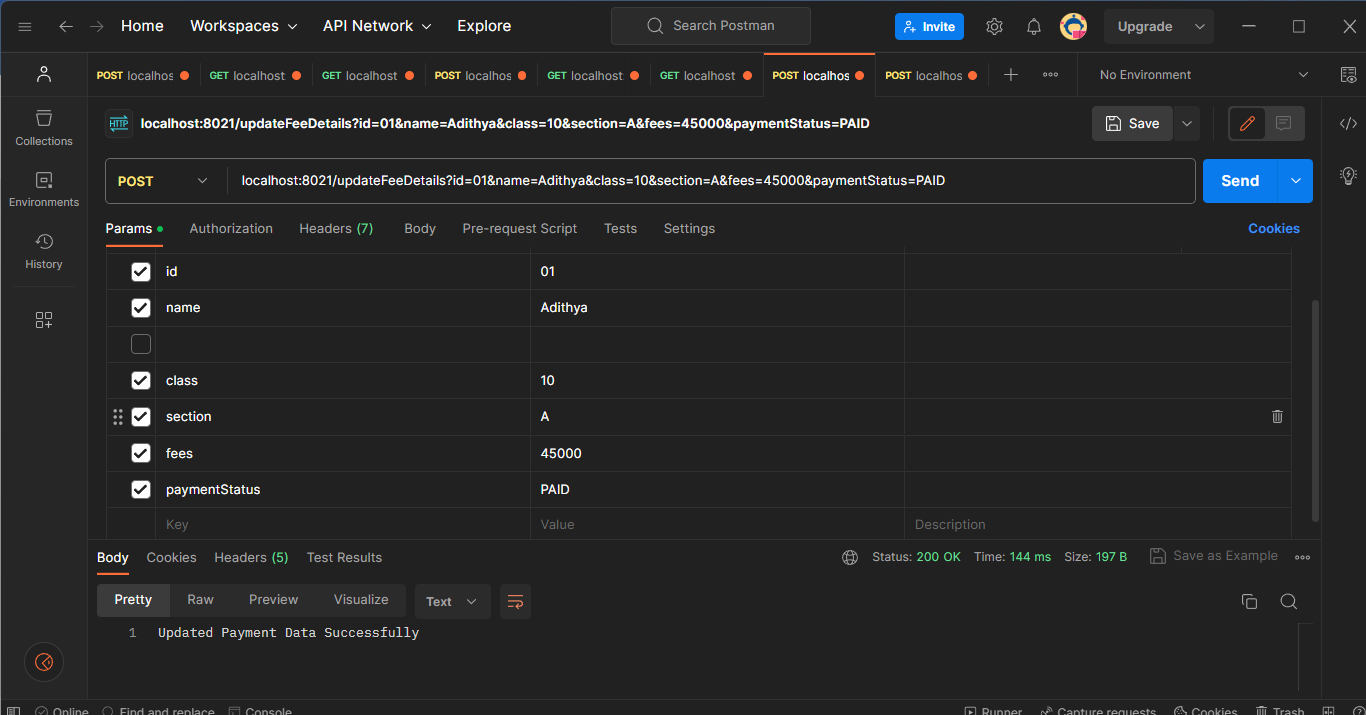 Home Workspaces API Network Explore Search Postman Invite Upgrade
POST localhos GET localhost GET localhost POST localhos GET localhost GET localhost POST localhos POST localhos No Environment
HTTP localhost:8021/updateFeeDetails?id=01&name=Adithya&class=10&section=A&fees=45000&paymentStatus=PAID Save
Collections
POST localhost:8021/updateFeeDetails?id=01&name=Adithya&class=10&section=A&fees=45000&paymentStatus=PAID Send
Environments
Params Authorization Headers (7) Body Pre-request Script Tests Settings Cookies
History
id 01
name Adithya
class 10
section A
fees 45000
paymentStatus PAID
Key Value Description
Body Cookies Headers (5) Test Results Status: 200 OK Time: 144 ms Size: 197 B Save as Example
Pretty Raw Preview Visualize Text
1 Updated Payment Data Successfully
Online Find and replace Console Runner Capture requests Cookies Trash